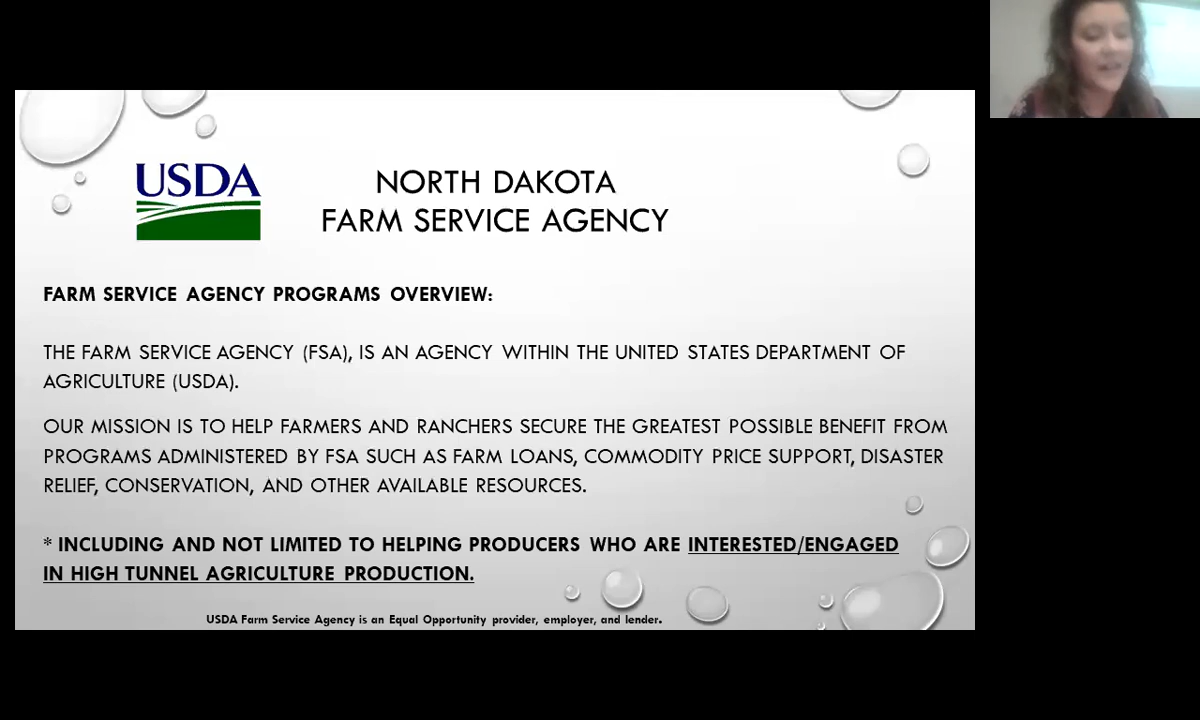 USDA
NORTH DAKOTA
FARM SERVICE AGENCY
FARM SERVICE AGENCY PROGRAMS OVERVIEW:
THE FARM SERVICE AGENCY (FSA), IS AN AGENCY WITHIN THE UNITED STATES DEPARTMENT OF
AGRICULTURE (USDA).
OUR MISSION IS TO HELP FARMERS AND RANCHERS SECURE THE GREATEST POSSIBLE BENEFIT FROM
PROGRAMS ADMINISTERED BY FSA SUCH AS FARM LOANS, COMMODITY PRICE SUPPORT, DISASTER
RELIEF, CONSERVATION, AND OTHER AVAILABLE RESOURCES.
* INCLUDING AND NOT LIMITED TO HELPING PRODUCERS WHO ARE INTERESTED/ENGAGED
IN HIGH TUNNEL AGRICULTURE PRODUCTION.
USDA Farm Service Agency is an Equal Opportunity provider, employer, and lender.